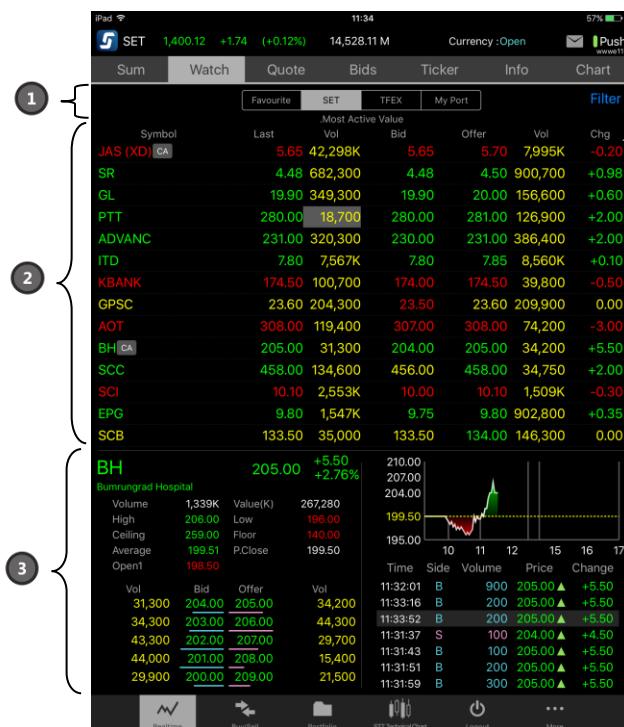 iPad 11:34 57%
SET 1,400.12 +1.74 (+0.12%) 14,528.11 M Currency :Open Push
wwwe11
Sum Watch Quote Bids Ticker Info Chart
1
Favourite SET TFEX My Port Filter
.Most Active Value
Symbol Last Vol Bid Offer Vol Chg
JAS (XD) CA 5.65 42,298K 5.65 5.70 7,995K -0.20
SR 4.48 682,300 4.48 4.50 900,700 +0.98
GL 19.90 349,300 19.90 20.00 156,600 +0.60
PTT 280.00 18,700 280.00 281.00 126,900 +2.00
ADVANC 231.00 320,300 230.00 231.00 386,400 +2.00
ITD 7.80 7,567K 7.80 7.85 8,560K +0.10
2
KBANK 174.50 100,700 174.00 174.50 39,800 -0.50
GPSC 23.60 204,300 23.50 23.60 209,900 0.00
AOT 308.00 119,400 307.00 308.00 74,200 -3.00
BH CA 205.00 31,300 204.00 205.00 34,200 +5.50
SCC 458.00 134,600 456.00 458.00 34,750 +2.00
SCI 10.10 2,553K 10.00 10.10 1,509K -0.30
EPG 9.80 1,547K 9.75 9.80 902,800 +0.35
SCB 133.50 35,000 133.50 134.00 146,300 0.00
3
BH 205.00 +5.50
+2.76%
Bumrungrad Hospital
Volume 1,339K Value(K) 267,280
High 206.00 Low 196.00
Ceiling 259.00 Floor 140.00
Average 199.51 P.Close 199.50
Open1 198.50
Vol Bid Offer Vol
31,300 204.00 205.00 34,200
34,300 203.00 206.00 44,300
43,300 202.00 207.00 29,700
44,000 201.00 208.00 15,400
29,900 200.00 209.00 21,500
210.00
207.00
204.00
199.50
195.00
10 11 12 15 16 17
Time Side Volume Price Change
11:32:01 B 900 205.00▲ +5.50
11:33:16 B 200 205.00▲ +5.50
11:33:52 B 200 205.00▲ +5.50
11:31:37 S 100 204.00▲ +4.50
11:31:43 B 100 205.00▲ +5.50
11:31:51 B 200 205.00▲ +5.50
11:31:59 B 300 205.00▲ +5.50
Realtime Buy/Sell Portfolio Technical Chart Logout More